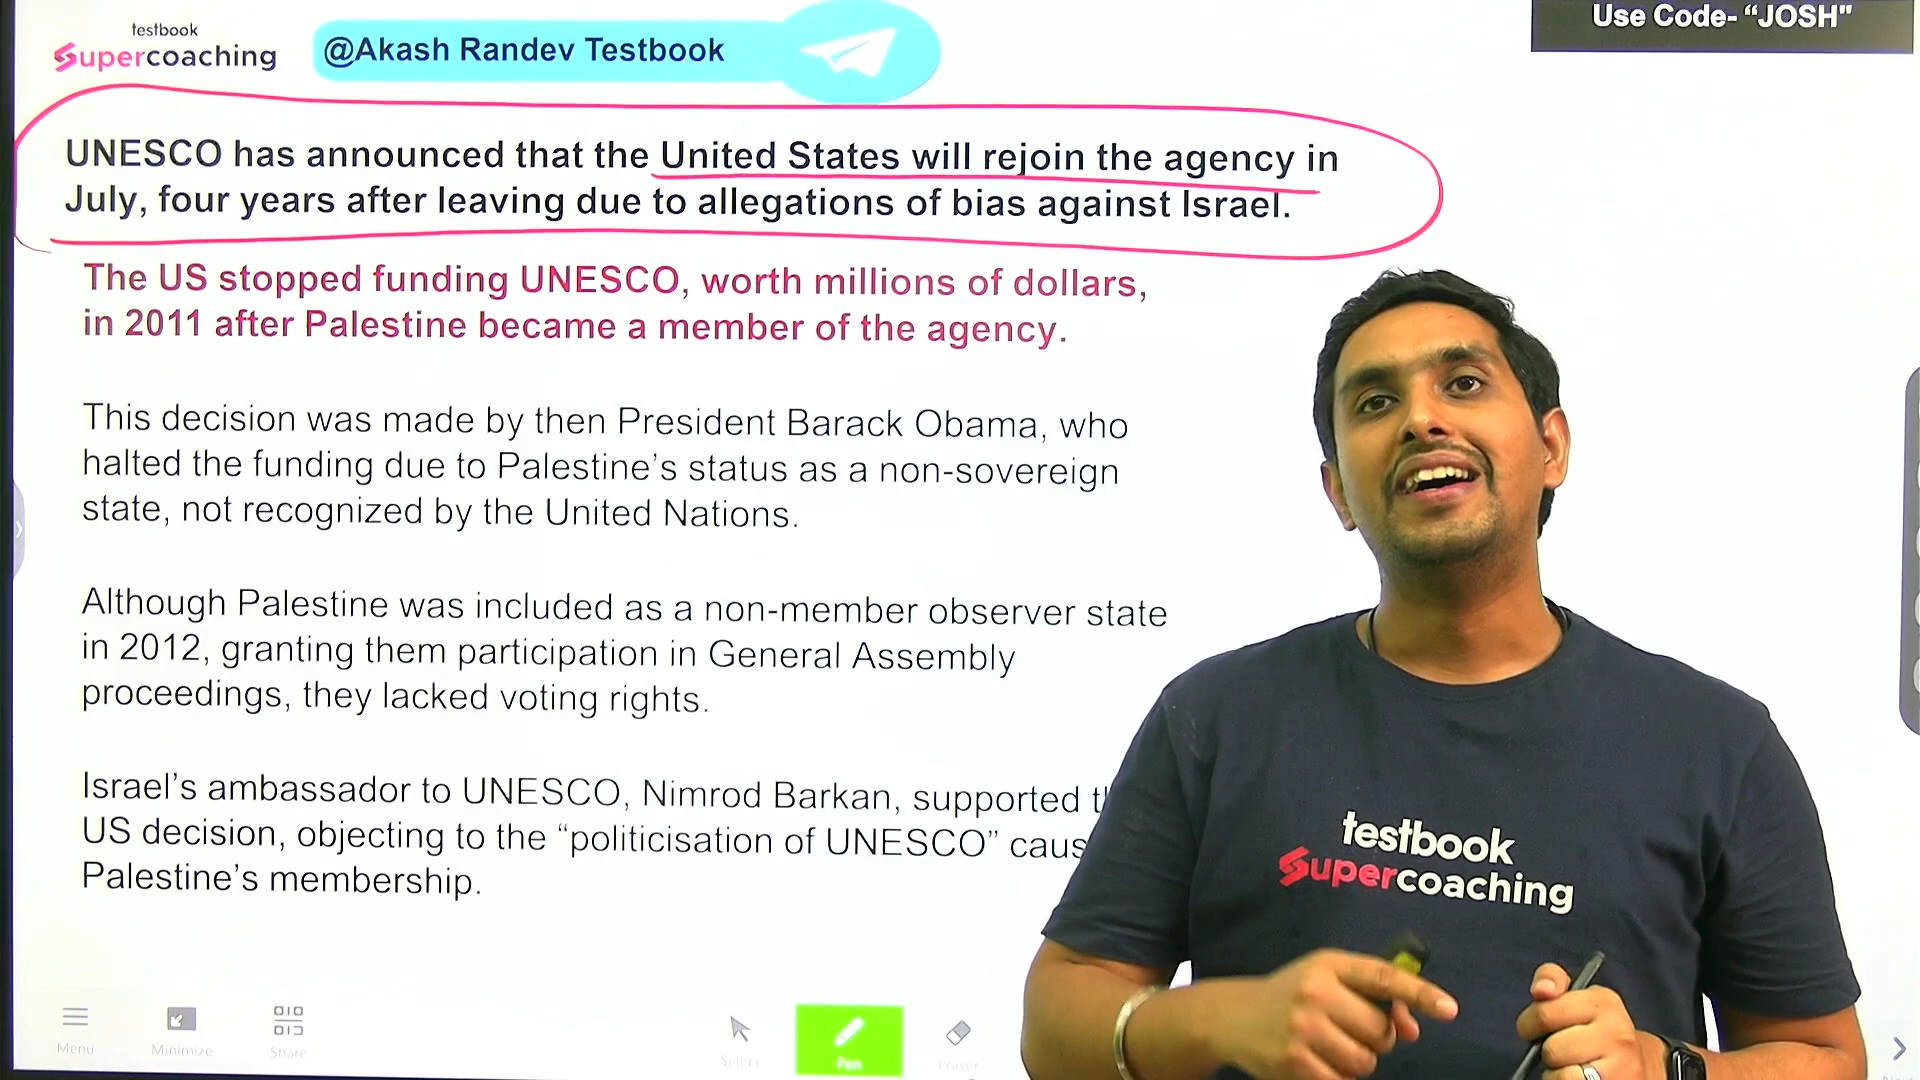 testbook
Supercoaching
@Akash Randev Testbook
Use Code- “JOSH"
UNESCO has announced that the United States will rejoin the agency in
July, four years after leaving due to allegations of bias against Israel.
The US stopped funding UNESCO, worth millions of dollars,
in 2011 after Palestine became a member of the agency.
This decision was made by then President Barack Obama, who
halted the funding due to Palestine’s status as a non-sovereign
state, not recognized by the United Nations.
Although Palestine was included as a non-member observer state
in 2012, granting them participation in General Assembly
proceedings, they lacked voting rights.
Israel’s ambassador to UNESCO, Nimrod Barkan, supported
US decision, objecting to the “politicisation of UNESCO”
Palestine’s membership.
testbook
Supercoaching
Menu
Minimize
Share
Select
Pen
Eraser